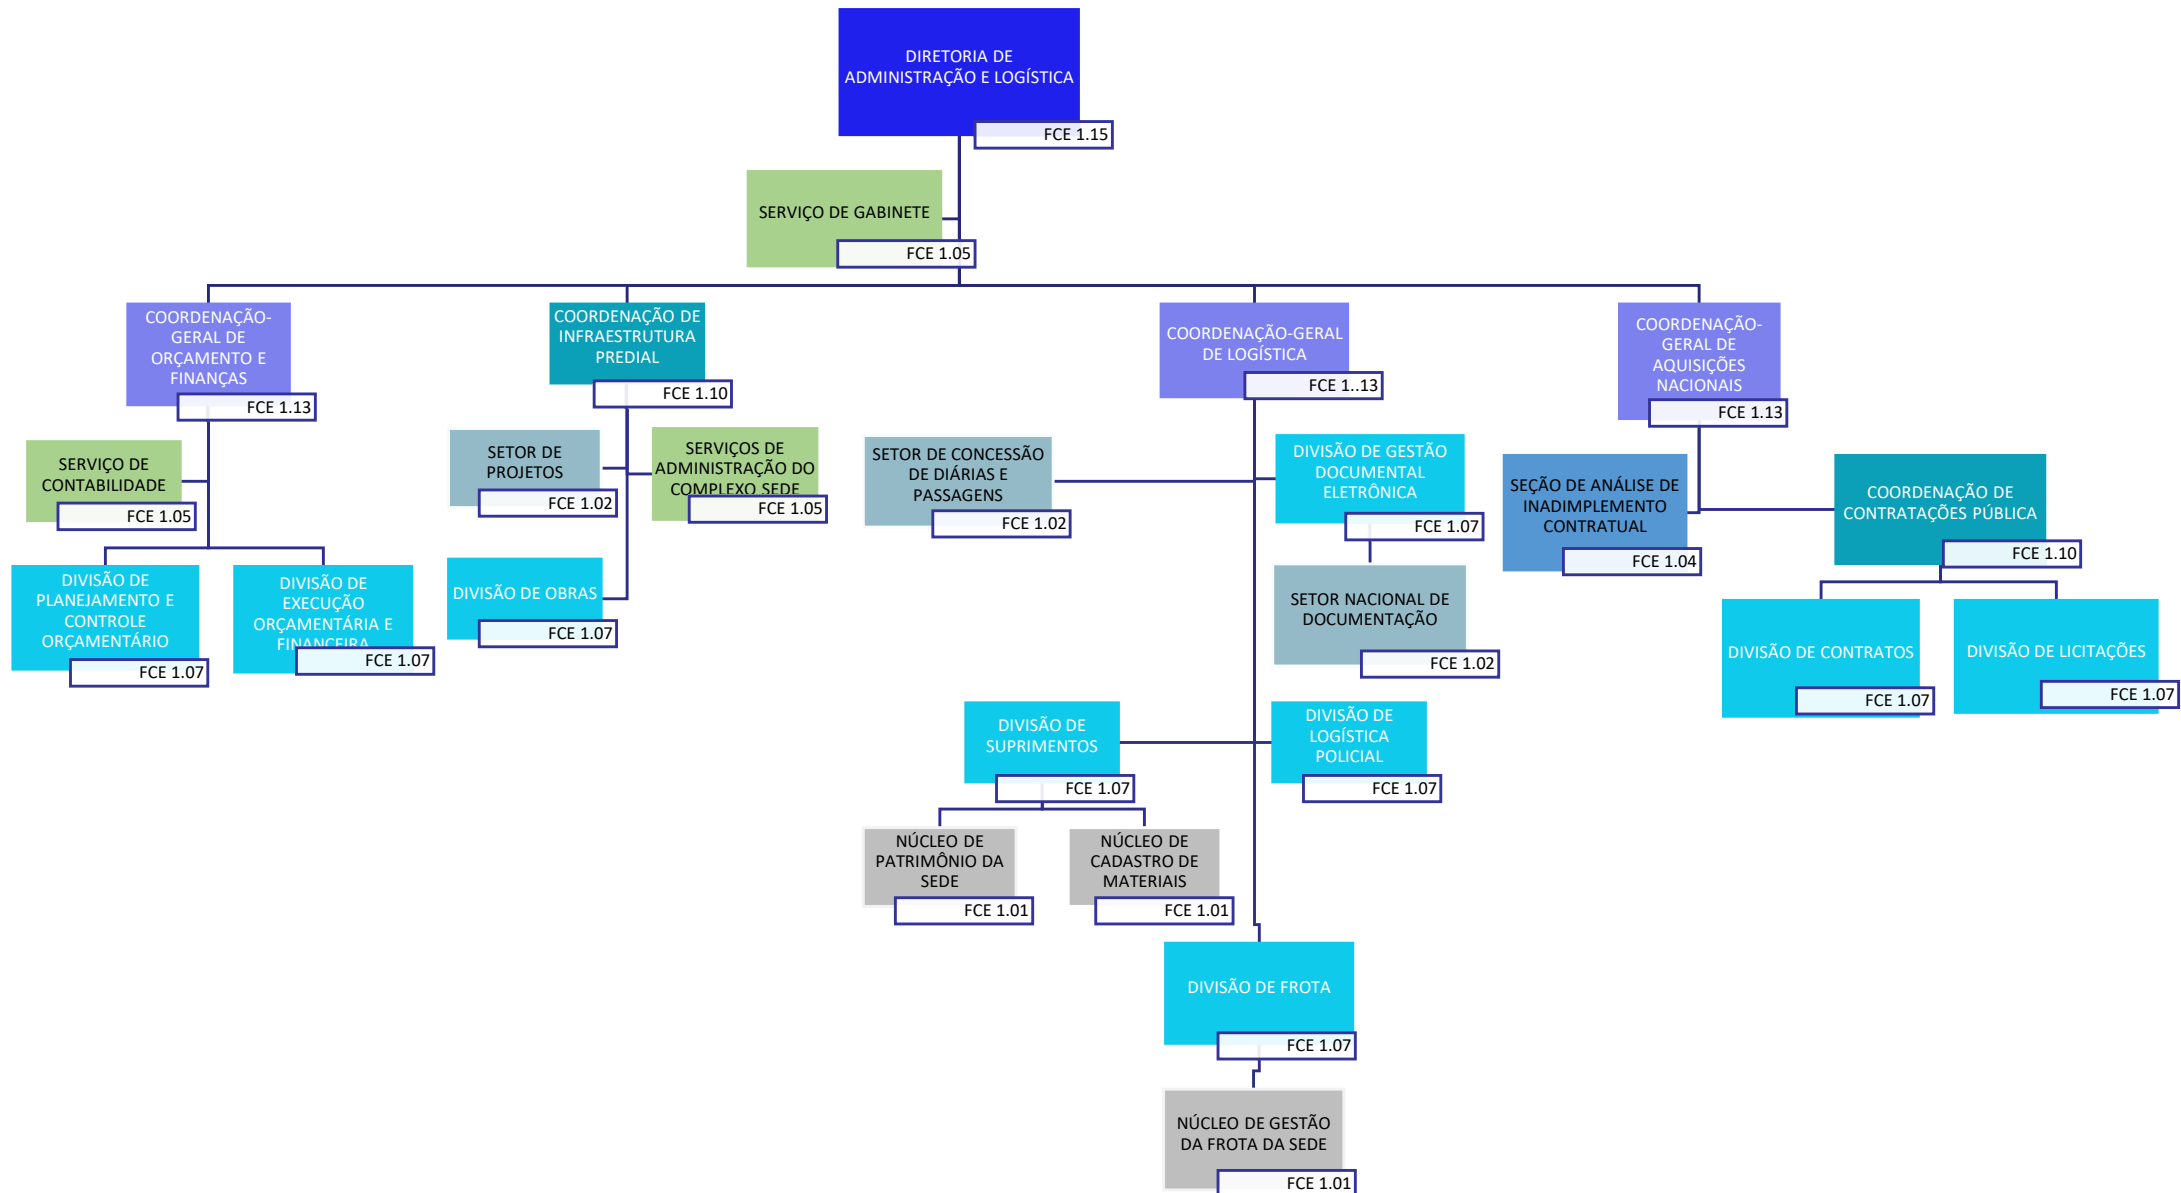 DIRETORIA DE
ADMINISTRAÇÃO E LOGÍSTICA
FCE 1.15
SERVIÇO DE GABINETE
FCE 1.05
COORDENAÇÃO-
GERAL DE
ORÇAMENTO E
FINANÇAS
FCE 1.13
SERVIÇO DE
CONTABILIDADE
FCE 1.05
DIVISÃO DE
PLANEJAMENTO E
CONTROLE
ORÇAMENTÁRIO
FCE 1.07
DIVISÃO DE
EXECUÇÃO
ORÇAMENTÁRIA E
FINANCEIRA
FCE 1.07
COORDENAÇÃO DE
INFRAESTRUTURA
PREDIAL
FCE 1.10
SETOR DE
PROJETOS
FCE 1.02
SERVIÇOS DE
ADMINISTRAÇÃO DO
COMPLEXO SEDE
FCE 1.05
DIVISÃO DE OBRAS
FCE 1.07
COORDENAÇÃO-GERAL
DE LOGÍSTICA
FCE 1..13
SETOR DE CONCESSÃO
DE DIÁRIAS E
PASSAGENS
FCE 1.02
DIVISÃO DE GESTÃO
DOCUMENTAL
ELETRÔNICA
FCE 1.07
SETOR NACIONAL DE
DOCUMENTAÇÃO
FCE 1.02
DIVISÃO DE
SUPRIMENTOS
FCE 1.07
NÚCLEO DE
PATRIMÔNIO DA
SEDE
FCE 1.01
NÚCLEO DE
CADASTRO DE
MATERIAIS
FCE 1.01
DIVISÃO DE
LOGÍSTICA
POLICIAL
FCE 1.07
DIVISÃO DE FROTA
FCE 1.07
NÚCLEO DE GESTÃO
DA FROTA DA SEDE
FCE 1.01
COORDENAÇÃO-
GERAL DE
AQUISIÇÕES
NACIONAIS
FCE 1.13
SEÇÃO DE ANÁLISE DE
INADIMPLEMENTO
CONTRATUAL
FCE 1.04
COORDENAÇÃO DE
CONTRATAÇÕES PÚBLICA
FCE 1.10
DIVISÃO DE CONTRATOS
FCE 1.07
DIVISÃO DE LICITAÇÕES
FCE 1.07